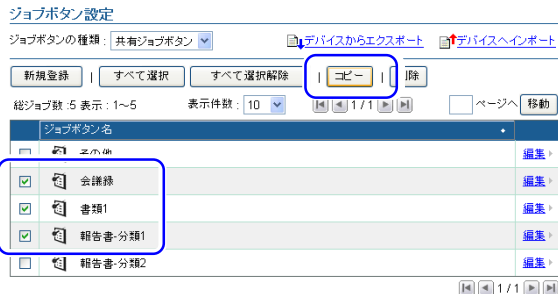 ジョブボタン設定
ジョブボタンの種類: 共有ジョブボタン デバイスからエクスポート デバイスへインポート
新規登録 | すべて選択 すべて選択解除 | コピー | 削除
総ジョブ数:5 表示:1~5 表示件数: 10 1/1 ページへ 移動
ジョブボタン名
その他 編集
会議録 編集
書類1 編集
報告書-分類1 編集
報告書-分類2 編集
1/1